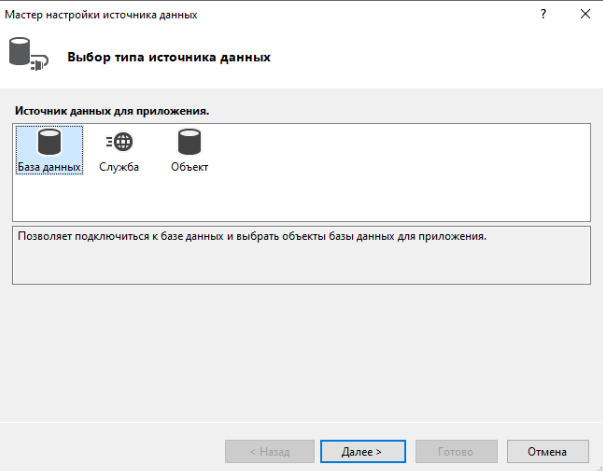 Мастер настройки источника данных
?
Выбор типа источника данных
Источник данных для приложения.
База данных Служба Объект
Позволяет подключиться к базе данных и выбрать объекты базы данных для приложения.
< Назад Далее > Готово Отмена